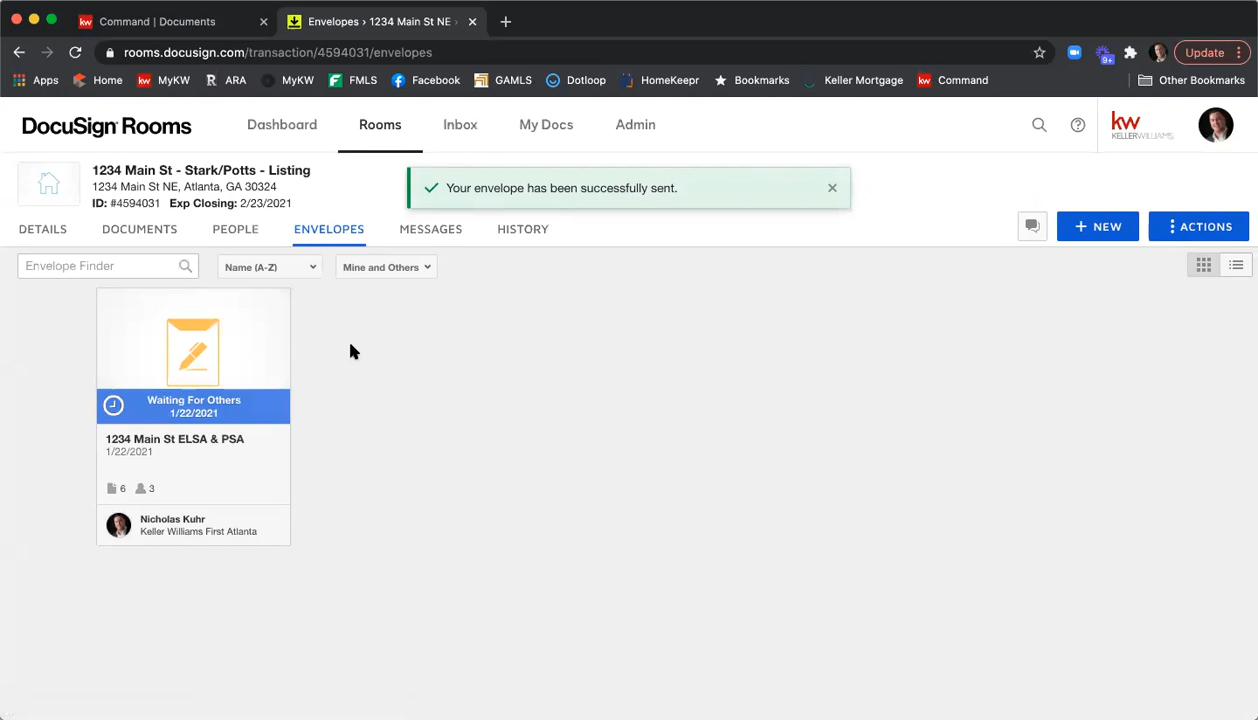 Command | Documents
Envelopes › 1234 Main St NE ›
rooms.docusign.com/transaction/4594031/envelopes
Update
Apps
Home
kw MyKW
R ARA
MyKW
FMLS
Facebook
GAMLS
Dotloop
HomeKeepr
Bookmarks
Keller Mortgage
kw Command
Other Bookmarks
9+
DocuSign Rooms
Dashboard
Rooms
Inbox
My Docs
Admin
kw
KELLERWILLIAMS
1234 Main St - Stark/Potts - Listing
1234 Main St NE, Atlanta, GA 30324
ID: #4594031 Exp Closing: 2/23/2021
Your envelope has been successfully sent.
DETAILS
DOCUMENTS
PEOPLE
ENVELOPES
MESSAGES
HISTORY
+ NEW
ACTIONS
Envelope Finder
Name (A-Z)
Mine and Others
Waiting For Others
1/22/2021
1234 Main St ELSA & PSA
1/22/2021
6 3
Nicholas Kuhr
Keller Williams First Atlanta